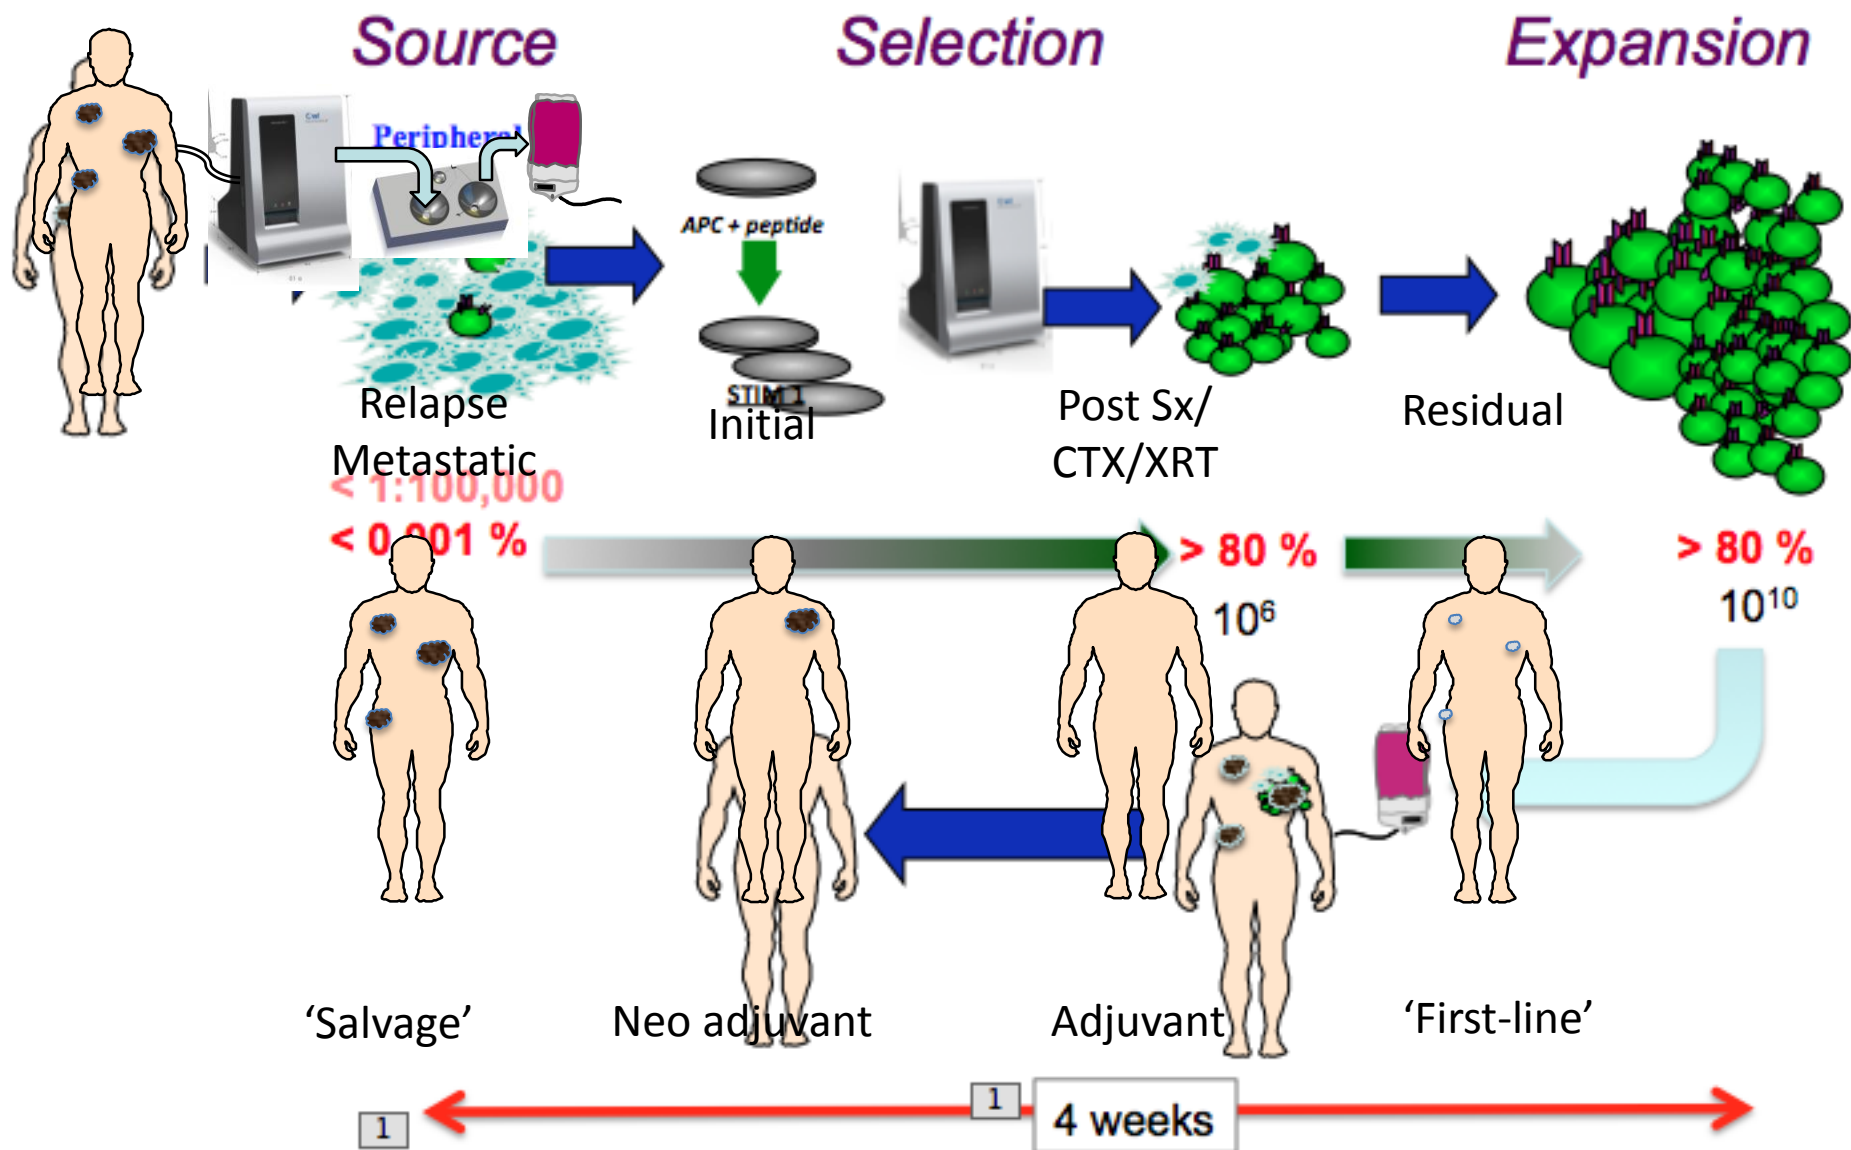 Source
Selection
Expansion
Peripheral
APC + peptide
STIM 1
Relapse
Metastatic
Initial
Post Sx/
CTX/XRT
Residual
< 1:100,000
< 0.001 %
> 80 %
10⁶
> 80 %
10¹⁰
'Salvage'
Neo adjuvant
Adjuvant
'First-line'
1
1
4 weeks